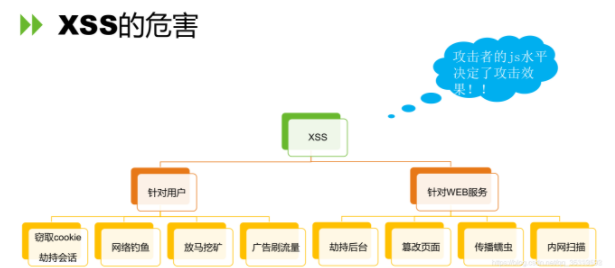 XSS的危害
攻击者的js水平
决定了攻击效
果！！
XSS
针对用户
针对WEB服务
窃取cookie
劫持会话
网络钓鱼
放马挖矿
广告刷流量
劫持后台
篡改页面
传播蠕虫
内网扫描